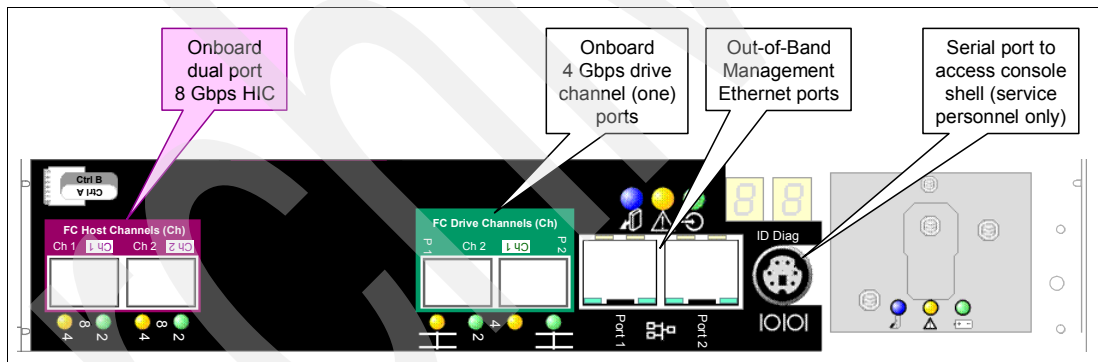 Onboard
dual port
8 Gbps HIC
Onboard
4 Gbps drive
channel (one)
ports
Out-of-Band
Management
Ethernet ports
Serial port to
access console
shell (service
personnel only)
Ctrl B
Ctrl A
FC Host Channels (Ch)
Ch 1 Ch 1 Ch 2 Ch 2
4 8 2 4 8 2
FC Drive Channels (Ch)
P 1 Ch 2 Ch 1 P 2
4 2
8 8
ID Diag
Port 1 Port 2
IOIOI